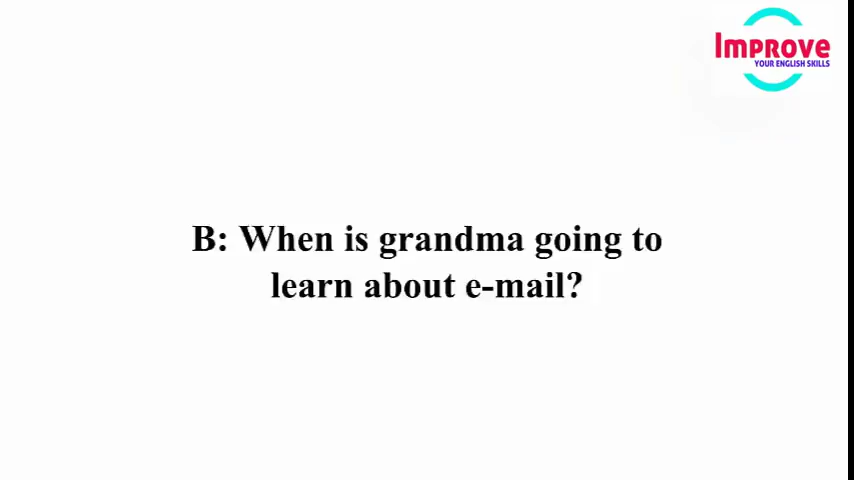 Improve
YOUR ENGLISH SKILLS
B: When is grandma going to
learn about e-mail?